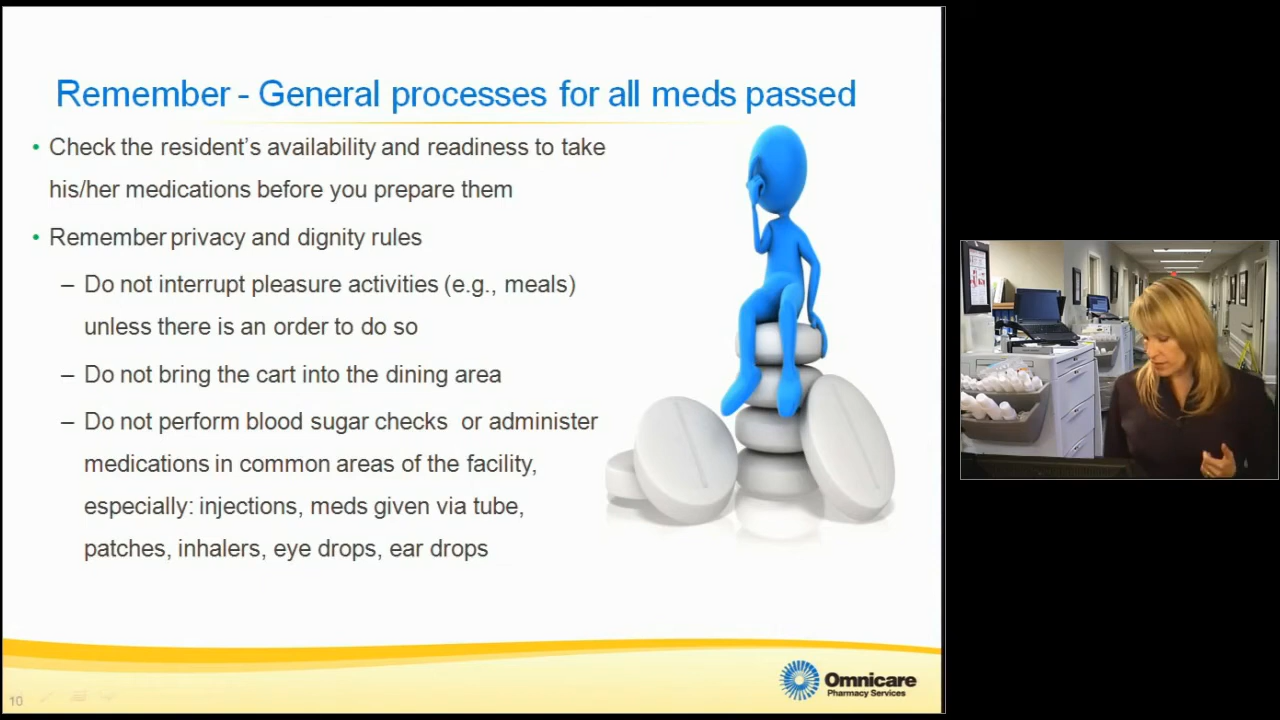 Remember - General processes for all meds passed
• Check the resident's availability and readiness to take
his/her medications before you prepare them
• Remember privacy and dignity rules
– Do not interrupt pleasure activities (e.g., meals)
unless there is an order to do so
– Do not bring the cart into the dining area
– Do not perform blood sugar checks or administer
medications in common areas of the facility,
especially: injections, meds given via tube,
patches, inhalers, eye drops, ear drops
Omnicare
Pharmacy Services
10